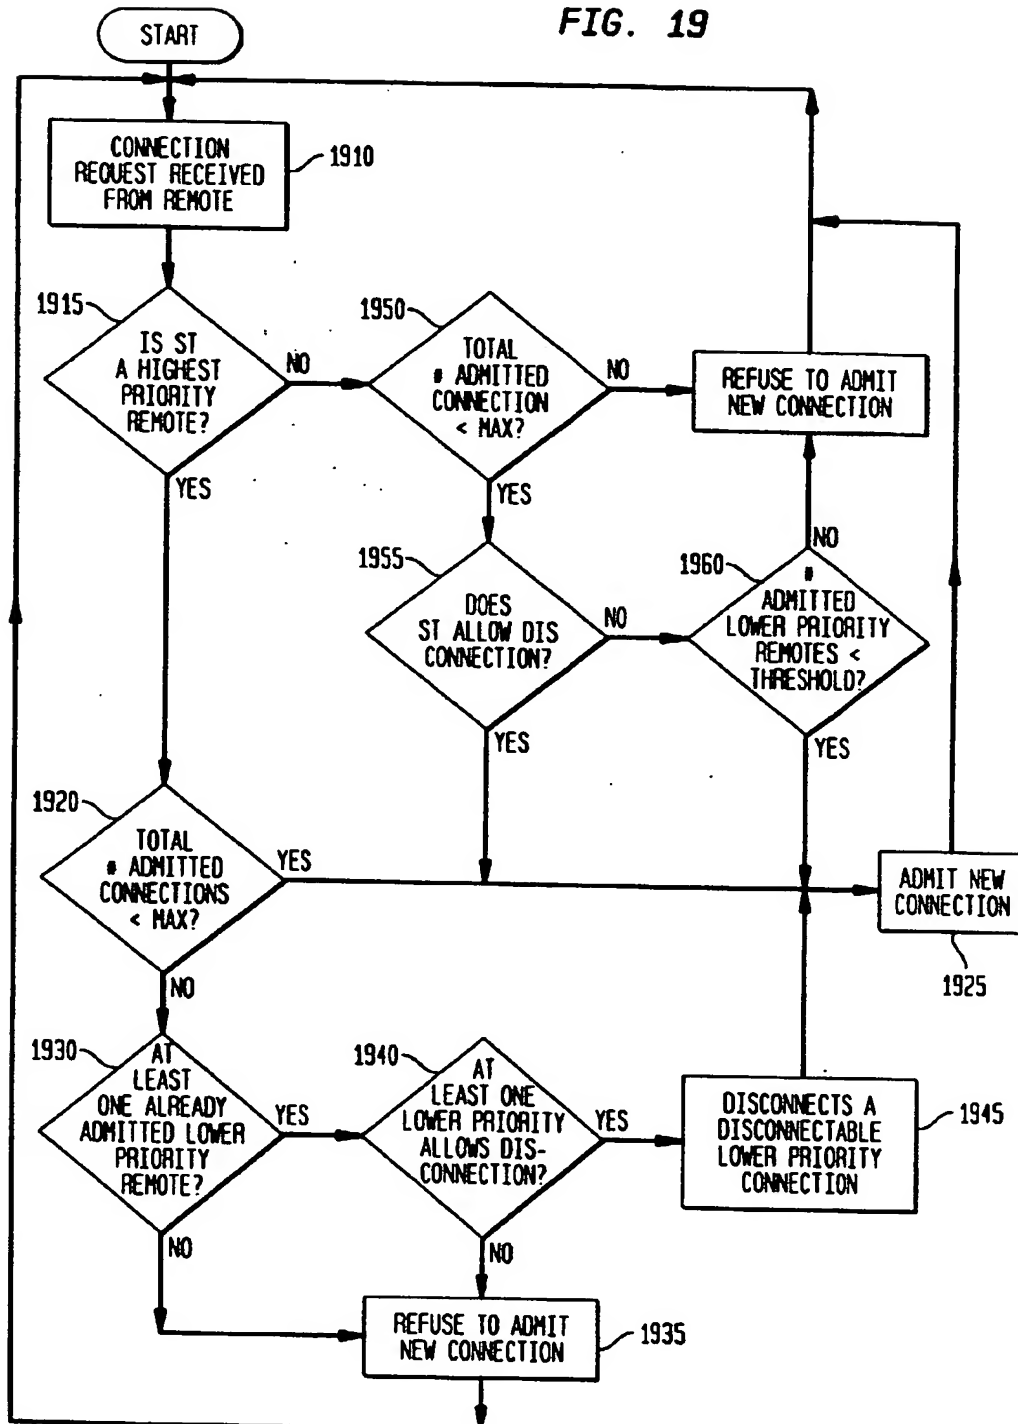 FIG. 19
START
CONNECTION
REQUEST RECEIVED
FROM REMOTE
1910
1915
IS ST
A HIGHEST
PRIORITY
REMOTE?
NO
YES
1950
TOTAL
# ADMITTED
CONNECTION
< MAX?
NO
YES
REFUSE TO ADMIT
NEW CONNECTION
1955
DOES
ST ALLOW DIS
CONNECTION?
NO
YES
1960
NO
#
ADMITTED
LOWER PRIORITY
REMOTES <
THRESHOLD?
YES
1920
TOTAL
# ADMITTED
CONNECTIONS
< MAX?
YES
NO
ADMIT NEW
CONNECTION
1925
1930
AT
LEAST
ONE ALREADY
ADMITTED LOWER
PRIORITY
REMOTE?
YES
NO
1940
AT
LEAST ONE
LOWER PRIORITY
ALLOWS DIS-
CONNECTION?
YES
NO
DISCONNECTS A
DISCONNECTABLE
LOWER PRIORITY
CONNECTION
1945
REFUSE TO ADMIT
NEW CONNECTION
1935